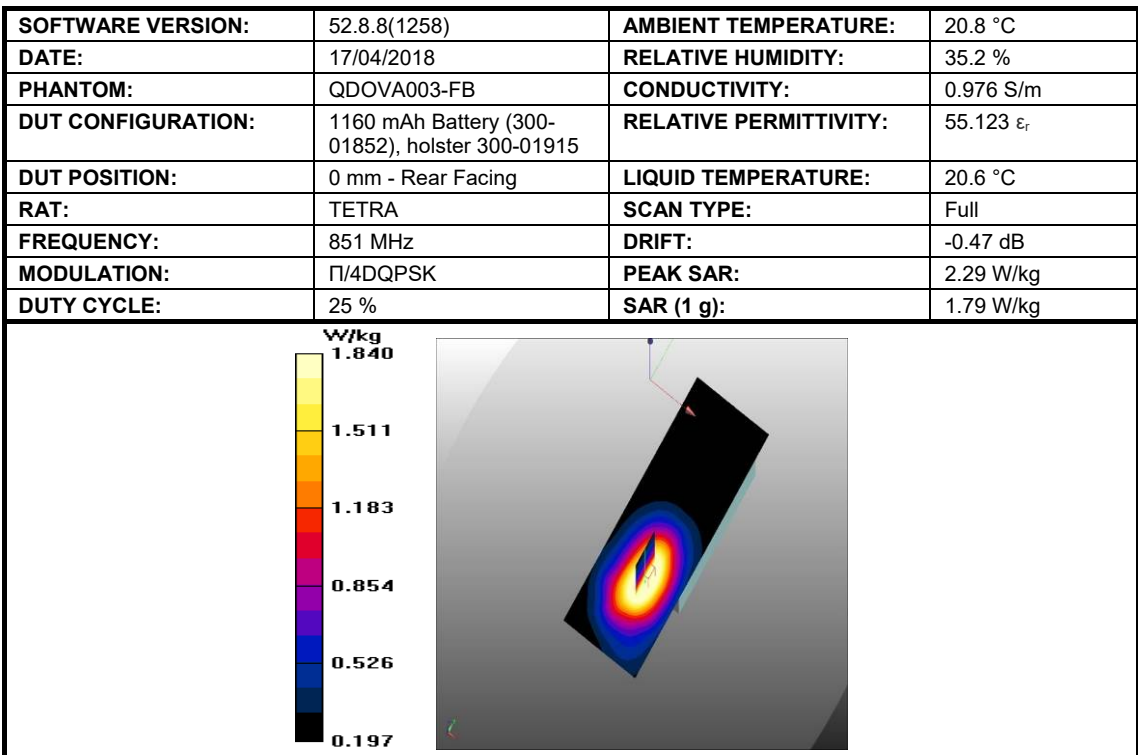 SOFTWARE VERSION: 52.8.8(1258) AMBIENT TEMPERATURE: 20.8 °C
DATE: 17/04/2018 RELATIVE HUMIDITY: 35.2 %
PHANTOM: QDOVA003-FB CONDUCTIVITY: 0.976 S/m
DUT CONFIGURATION: 1160 mAh Battery (300- RELATIVE PERMITTIVITY: 55.123 εr
01852), holster 300-01915
DUT POSITION: 0 mm - Rear Facing LIQUID TEMPERATURE: 20.6 °C
RAT: TETRA SCAN TYPE: Full
FREQUENCY: 851 MHz DRIFT: -0.47 dB
MODULATION: Π/4DQPSK PEAK SAR: 2.29 W/kg
DUTY CYCLE: 25 % SAR (1 g): 1.79 W/kg
W/kg
1.840
1.511
1.183
0.854
0.526
0.197